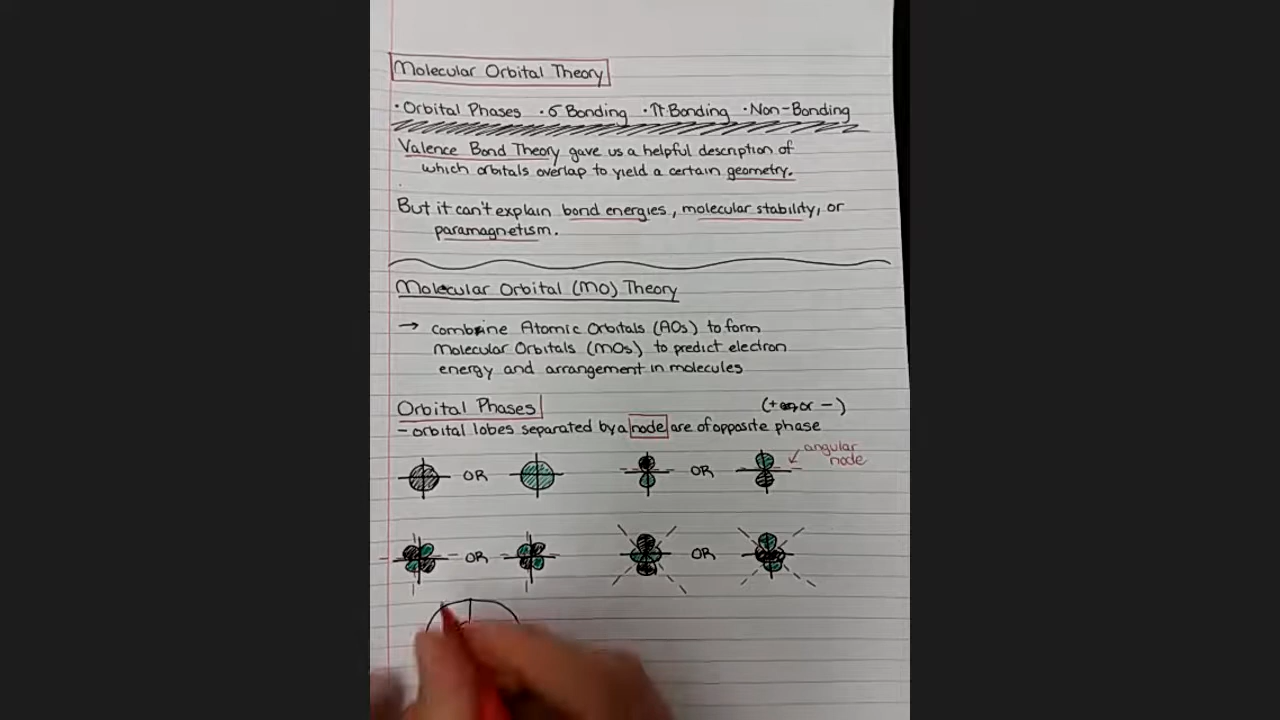 Molecular Orbital Theory
• Orbital Phases • σ Bonding • π Bonding • Non-Bonding
Valence Bond Theory gave us a helpful description of
which orbitals overlap to yield a certain geometry.
But it can't explain bond energies, molecular stability, or
paramagnetism.
Molecular Orbital (MO) Theory
→ combine Atomic Orbitals (AOs) to form
Molecular Orbitals (MOs) to predict electron
energy and arrangement in molecules
Orbital Phases (+ or −)
- orbital lobes separated by a node are of opposite phase
OR OR angular
node
OR OR